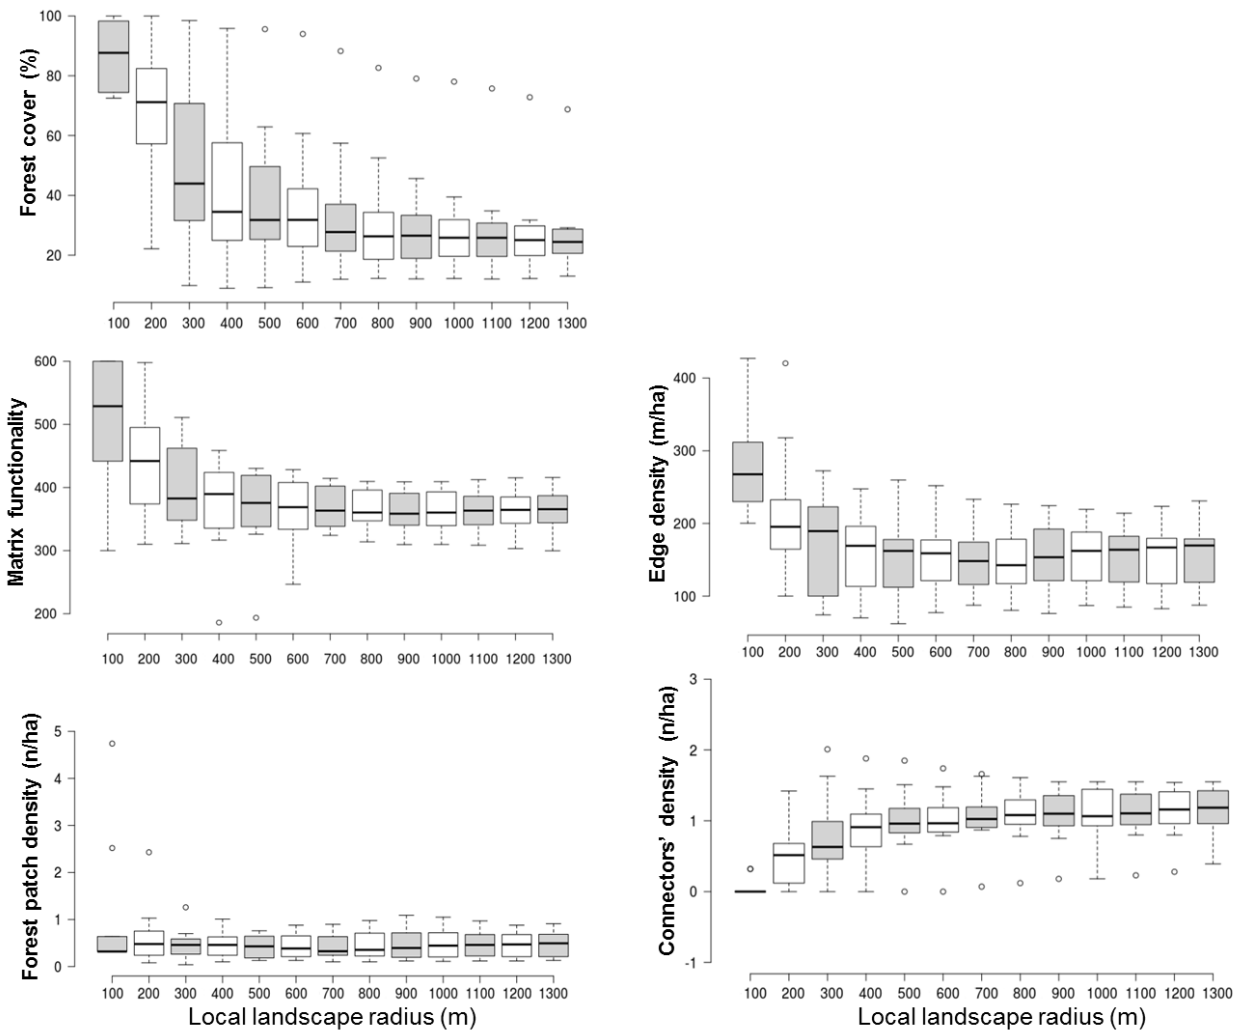 Forest cover (%)
100
80
60
40
20
100 200 300 400 500 600 700 800 900 1000 1100 1200 1300
Matrix functionality
600
500
400
300
200
100 200 300 400 500 600 700 800 900 1000 1100 1200 1300
Edge density (m/ha)
400
300
200
100
100 200 300 400 500 600 700 800 900 1000 1100 1200 1300
Forest patch density (n/ha)
5
4
3
2
1
0
100 200 300 400 500 600 700 800 900 1000 1100 1200 1300
Local landscape radius (m)
Connectors’ density (n/ha)
3
2
1
0
-1
100 200 300 400 500 600 700 800 900 1000 1100 1200 1300
Local landscape radius (m)